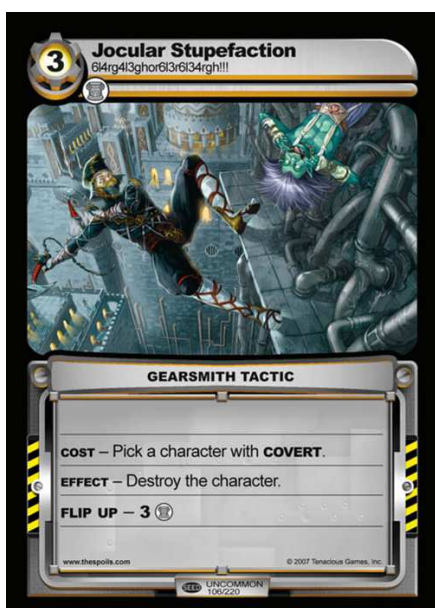 3
Jocular Stupefaction
6l4rg4l3ghor6l3r6l34rgh!!!
GEARSMITH TACTIC
COST – Pick a character with COVERT.
EFFECT – Destroy the character.
FLIP UP – 3
www.thespoils.com
© 2007 Tenacious Games, Inc.
SEED UNCOMMON
106/220